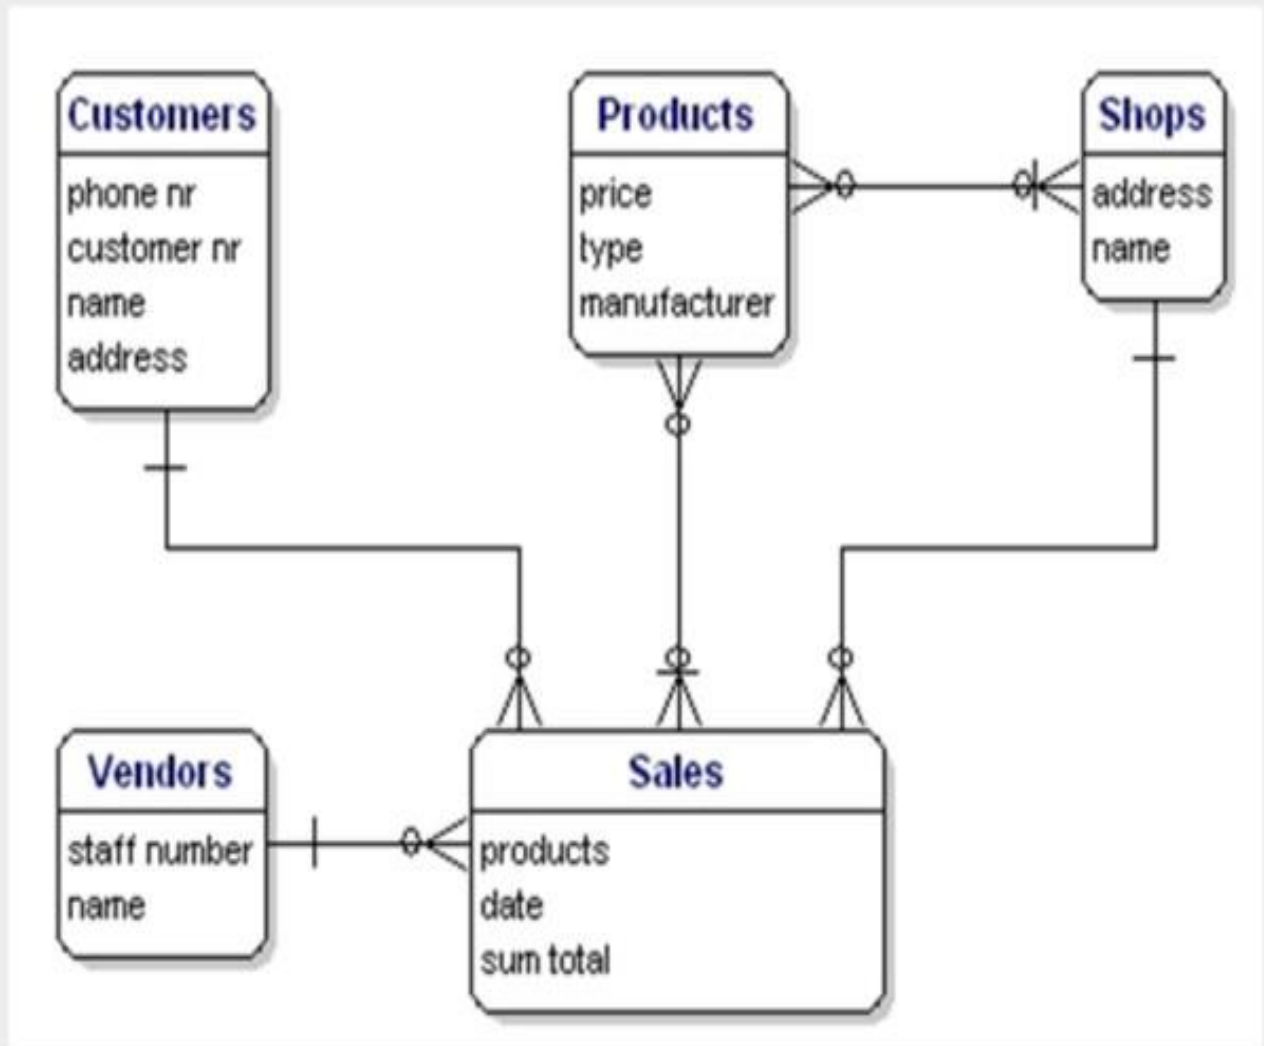 Customers
phone nr
customer nr
name
address
Products
price
type
manufacturer
Shops
address
name
Vendors
staff number
name
Sales
products
date
sum total